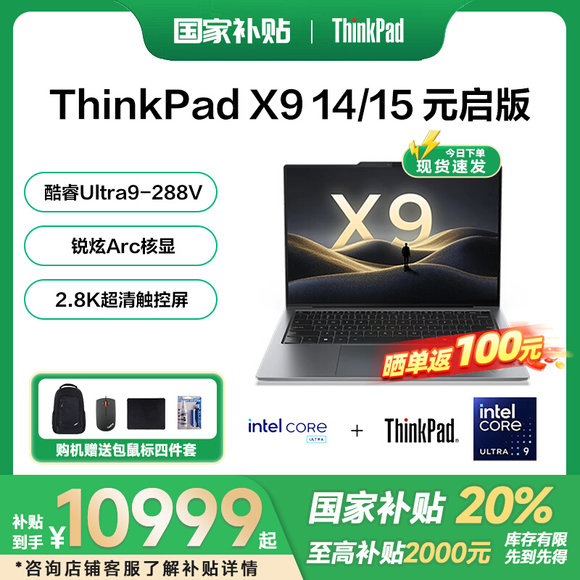 国家补贴 ThinkPad
ThinkPad X9 14/15 元启版
今日下单
现货速发
酷睿Ultra9-288V
锐炫Arc核显
2.8K超清触控屏
X9
晒单返100元
购机赠送包鼠标四件套
intel core
ULTRA
+
ThinkPad
intel
CORE
ULTRA 9
补贴
到手
¥10999起
国家补贴 20%
至高补贴2000元
库存有限
先到先得
*咨询店铺客服了解补贴详情